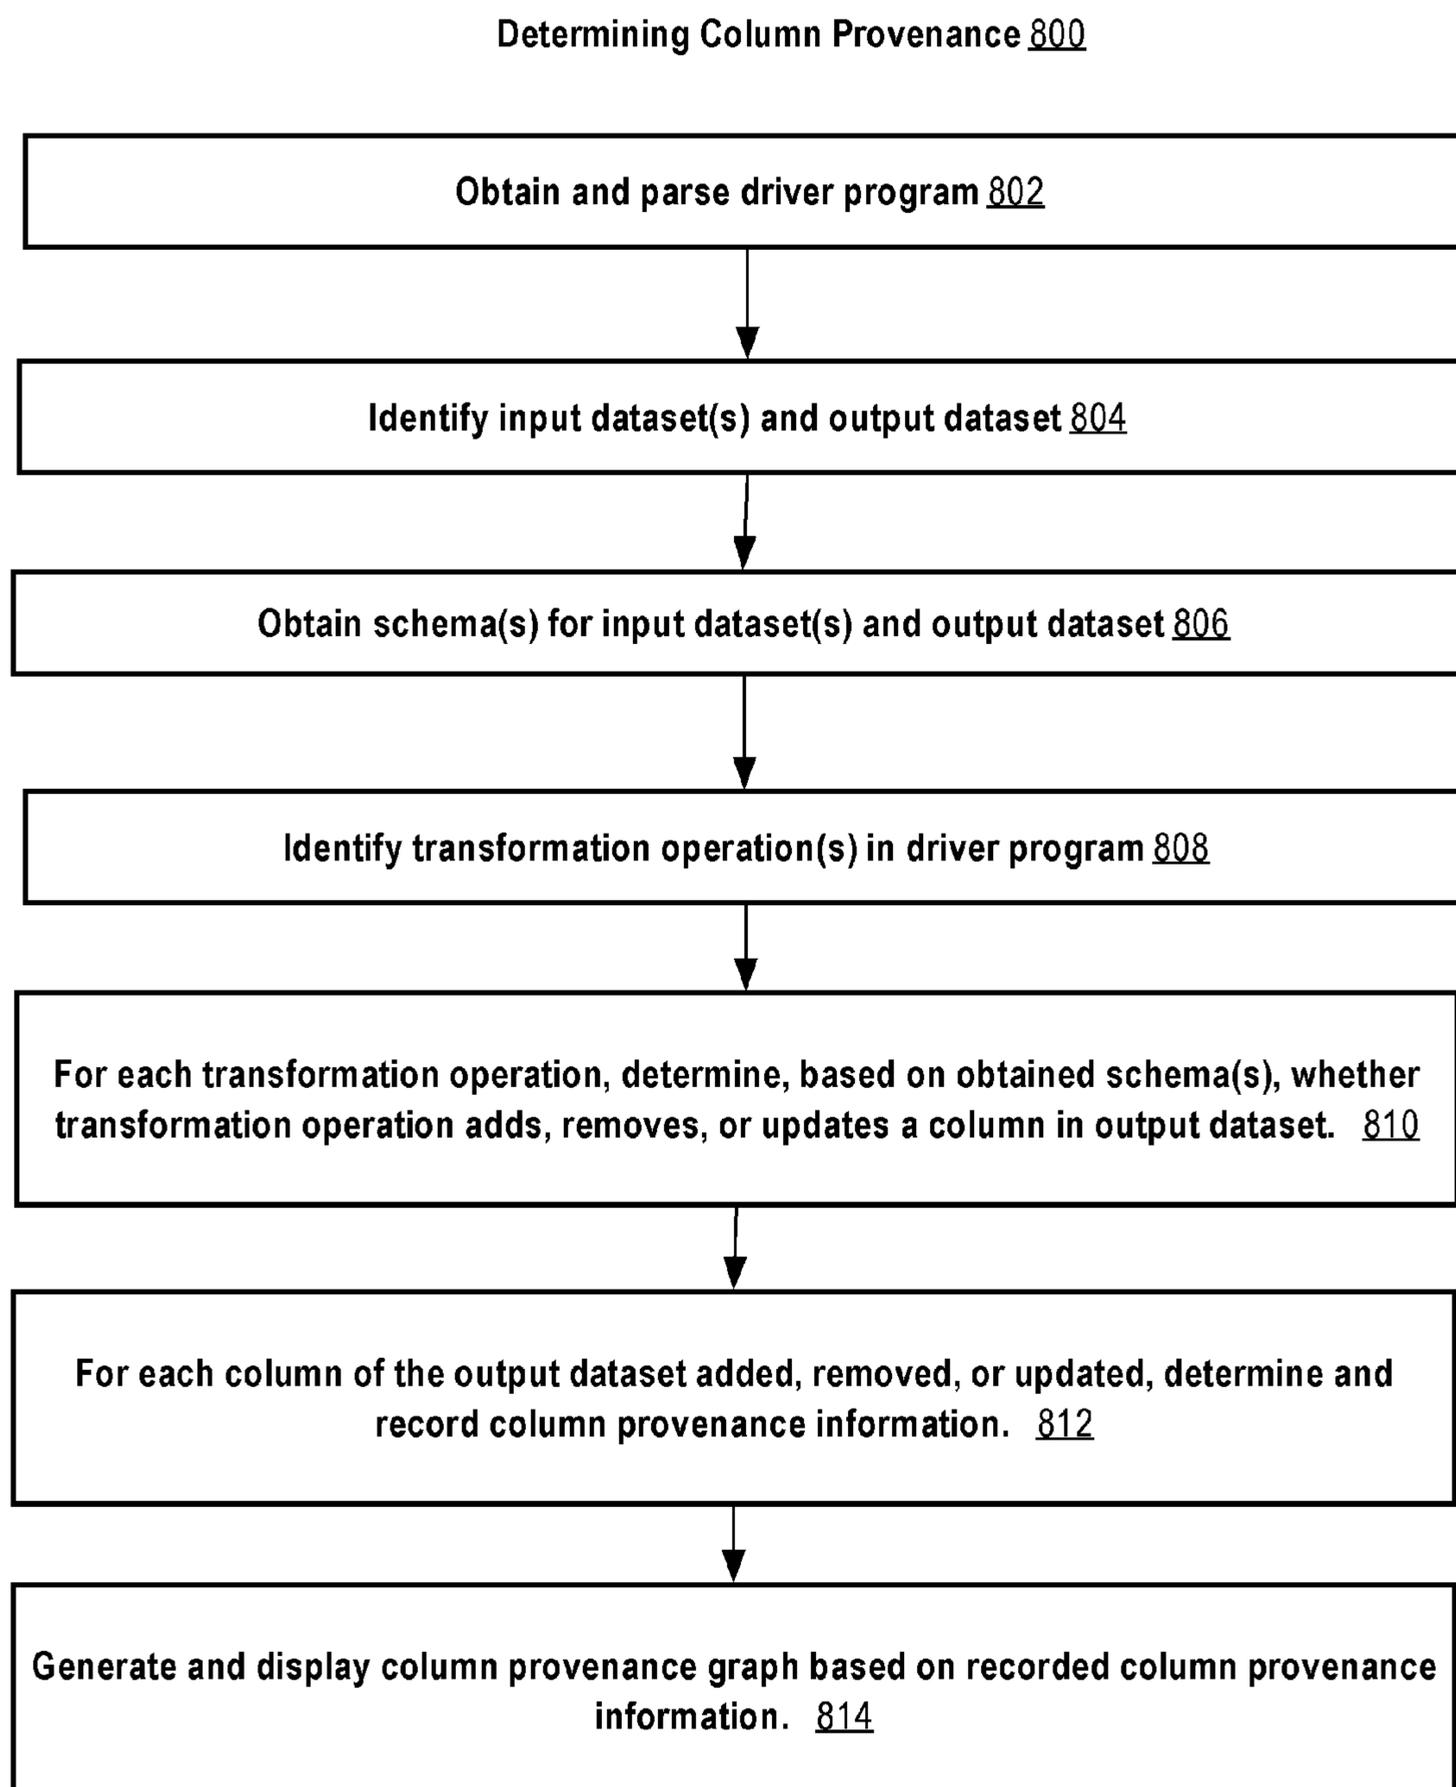 Determining Column Provenance 800
Obtain and parse driver program 802
Identify input dataset(s) and output dataset 804
Obtain schema(s) for input dataset(s) and output dataset 806
Identify transformation operation(s) in driver program 808
For each transformation operation, determine, based on obtained schema(s), whether
transformation operation adds, removes, or updates a column in output dataset. 810
For each column of the output dataset added, removed, or updated, determine and
record column provenance information. 812
Generate and display column provenance graph based on recorded column provenance
information. 814